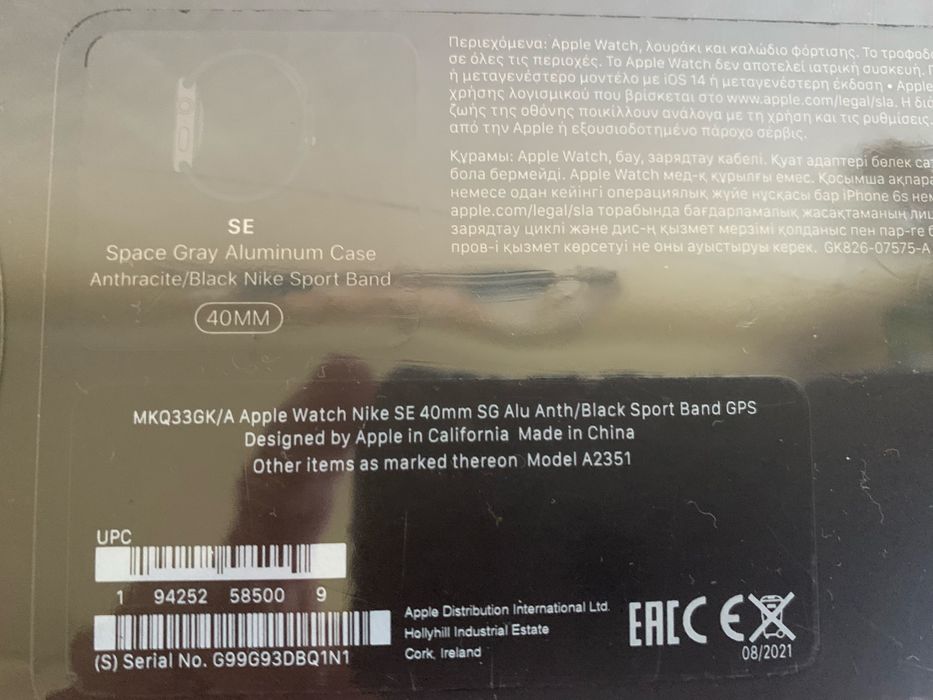 SE
Space Gray Aluminum Case
Anthracite/Black Nike Sport Band
40MM
Περιεχόμενα: Apple Watch, λουράκι και καλώδιο φόρτισης. Το τροφοδο
σε όλες τις περιοχές. Το Apple Watch δεν αποτελεί ιατρική συσκευή.
ή μεταγενέστερο μοντέλο με iOS 14 ή μεταγενέστερη έκδοση • Apple
χρήσης λογισμικού που βρίσκεται στο www.apple.com/legal/sla. Η διά
ζωής της οθόνης ποικίλλουν ανάλογα με τη χρήση και τις ρυθμίσεις.
από την Apple ή εξουσιοδοτημένο πάροχο σέρβις.
Құрамы: Apple Watch, бау, зарядтау кабелі. Қуат адаптері бөлек сат
бола бермейді. Apple Watch мед-қ құрылғы емес. Қосымша ақпара
немесе одан кейінгі операциялық жүйе нұсқасы бар iPhone 6s нем
apple.com/legal/sla торабында бағдарламалық жасақтаманың лиц
зарядтау циклі және дис-ң қызмет мерзімі қолданыс пен пар-ге б
пров-і қызмет көрсетуі не оны ауыстыруы керек. GK826-07575-A
MKQ33GK/A Apple Watch Nike SE 40mm SG Alu Anth/Black Sport Band GPS
Designed by Apple in California Made in China
Other items as marked thereon Model A2351
UPC
1 94252 58500 9
(S) Serial No. G99G93DBQ1N1
Apple Distribution International Ltd.
Hollyhill Industrial Estate
Cork, Ireland
EAC CE
08/2021